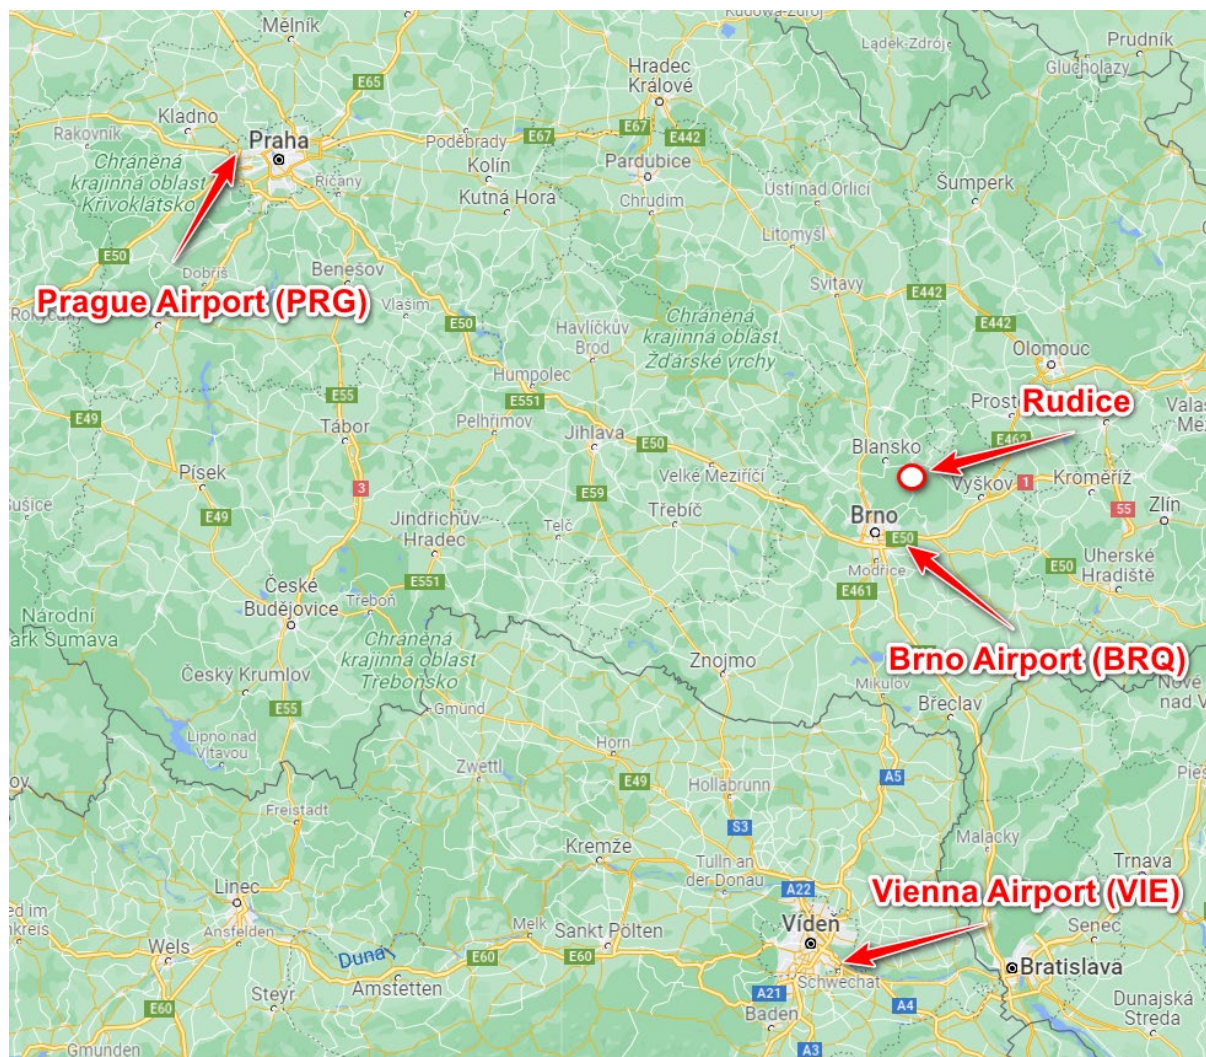 Mělník
Kudowa-Zdrój
Lądek-Zdrój
Prudník
Głuchołazy
E65
Hradec
Králové
Kladno
Rakovník
Praha
Poděbrady
E67
E67
E442
Chráněná
krajinná oblast
Křivoklátsko
Říčany
Kolín
Pardubice
Kutná Hora
Chrudim
Ústí nad Orlicí
Šumperk
Litomyšl
E50
Dobříš
Benešov
Svitavy
E442
Prague Airport (PRG)
Vlašim
E50
Havlíčkův
Brod
Chráněná
krajinná oblast
Žďárské vrchy
E442
Olomouc
Humpolec
E55
E551
E49
Tábor
Pelhřimov
Jihlava
E50
Rudice
Blansko
E462
Velké Meziříčí
Písek
3
E59
Vyškov
1
Kroměříž
Sušice
E49
Jindřichův
Hradec
Telč
Třebíč
Brno
E50
55
Zlín
Modřice
E50
Uherské
Hradiště
České
Budějovice
E551
Třeboň
E461
Národní
Park Šumava
Chráněná
krajinná oblast
Třeboňsko
Znojmo
Brno Airport (BRQ)
Český Krumlov
Mikulov
Břeclav
E55
Gmünd
Lipno nad
Vltavou
Horn
Zwettl
E49
Hollabrunn
A5
Freistadt
S3
Malacky
Kremže
Tulln an
der Donau
Trnava
Linec
A22
Vienna Airport (VIE)
Ansfelden
Melk
Sankt Pölten
Vídeň
Senec
Wels
Dunaj
E60
E60
Schwechat
Bratislava
Steyr
Amstetten
A21
A4
E60
Baden
Dunajská
Streda
Gmunden
A3